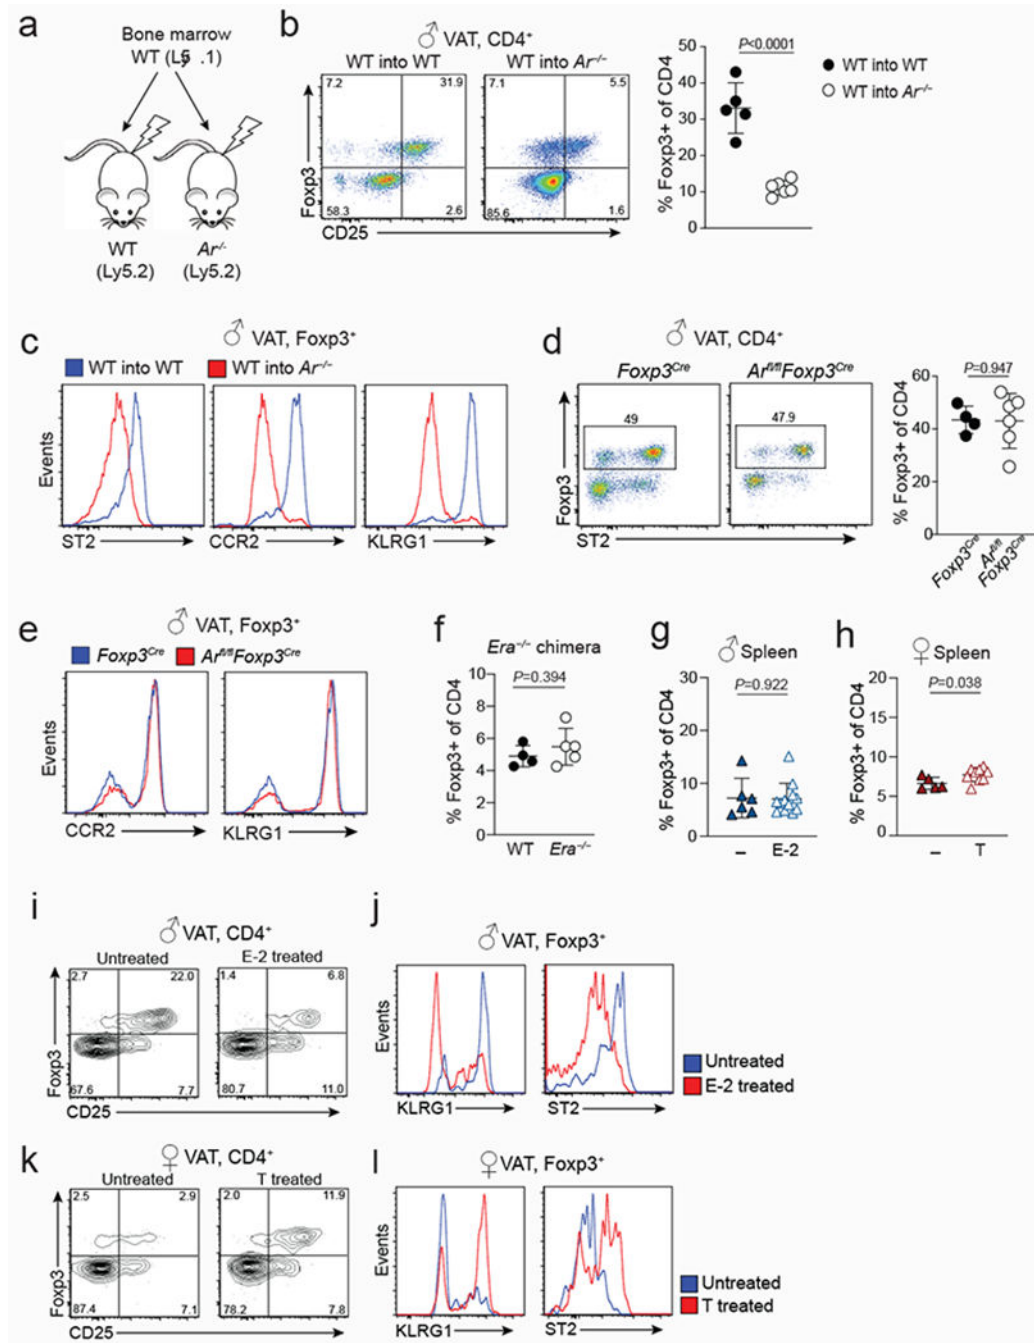 a
Bone marrow
WT (Ly5 .1)
WT
(Ly5.2)
Ar-/-
(Ly5.2)
b
♂ VAT, CD4+
WT into WT
WT into Ar–/–
7.2
31.9
58.3
2.6
7.1
5.5
85.6
1.6
Foxp3
CD25
% Foxp3+ of CD4
50
40
30
20
10
0
P<0.0001
WT into WT
WT into Ar–/–
c
♂ VAT, Foxp3+
WT into WT
WT into Ar–/–
Events
ST2
CCR2
KLRG1
d
♂ VAT, CD4+
Foxp3Cre
Arfl/flFoxp3Cre
49
47.9
Foxp3
ST2
% Foxp3+ of CD4
60
40
20
0
P=0.947
Foxp3Cre
Arfl/fl
Foxp3Cre
e
♂ VAT, Foxp3+
Foxp3Cre
Arfl/flFoxp3Cre
Events
CCR2
KLRG1
f
Era–/– chimera
% Foxp3+ of CD4
10
8
6
4
2
0
P=0.394
WT
Era–/–
g
♂ Spleen
% Foxp3+ of CD4
30
20
10
0
P=0.922
–
E-2
h
♀ Spleen
% Foxp3+ of CD4
20
15
10
5
0
P=0.038
–
T
i
♂ VAT, CD4+
Untreated
E-2 treated
2.7
22.0
67.6
7.7
1.4
6.8
80.7
11.0
Foxp3
CD25
j
♂ VAT, Foxp3+
Events
KLRG1
ST2
Untreated
E-2 treated
k
♀ VAT, CD4+
Untreated
T treated
2.5
2.9
87.4
7.1
2.0
11.9
78.2
7.8
Foxp3
CD25
l
♀ VAT, Foxp3+
Events
KLRG1
ST2
Untreated
T treated